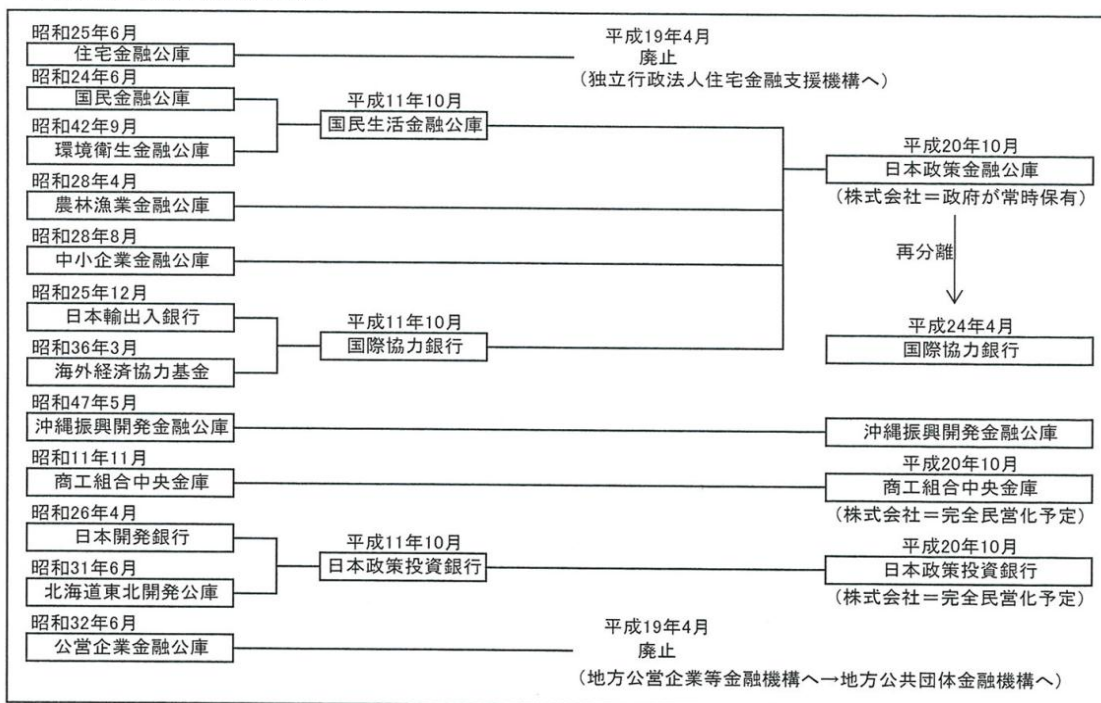 昭和25年6月
住宅金融公庫
平成19年4月
廃止
(独立行政法人住宅金融支援機構へ)
昭和24年6月
国民金融公庫
昭和42年9月
環境衛生金融公庫
平成11年10月
国民生活金融公庫
昭和28年4月
農林漁業金融公庫
昭和28年8月
中小企業金融公庫
昭和25年12月
日本輸出入銀行
昭和36年3月
海外経済協力基金
平成11年10月
国際協力銀行
平成20年10月
日本政策金融公庫
(株式会社=政府が常時保有)
再分離
平成24年4月
国際協力銀行
昭和47年5月
沖縄振興開発金融公庫
沖縄振興開発金融公庫
昭和11年11月
商工組合中央金庫
平成20年10月
商工組合中央金庫
(株式会社=完全民営化予定)
昭和26年4月
日本開発銀行
昭和31年6月
北海道東北開発公庫
平成11年10月
日本政策投資銀行
平成20年10月
日本政策投資銀行
(株式会社=完全民営化予定)
昭和32年6月
公営企業金融公庫
平成19年4月
廃止
(地方公営企業等金融機構へ→地方公共団体金融機構へ)